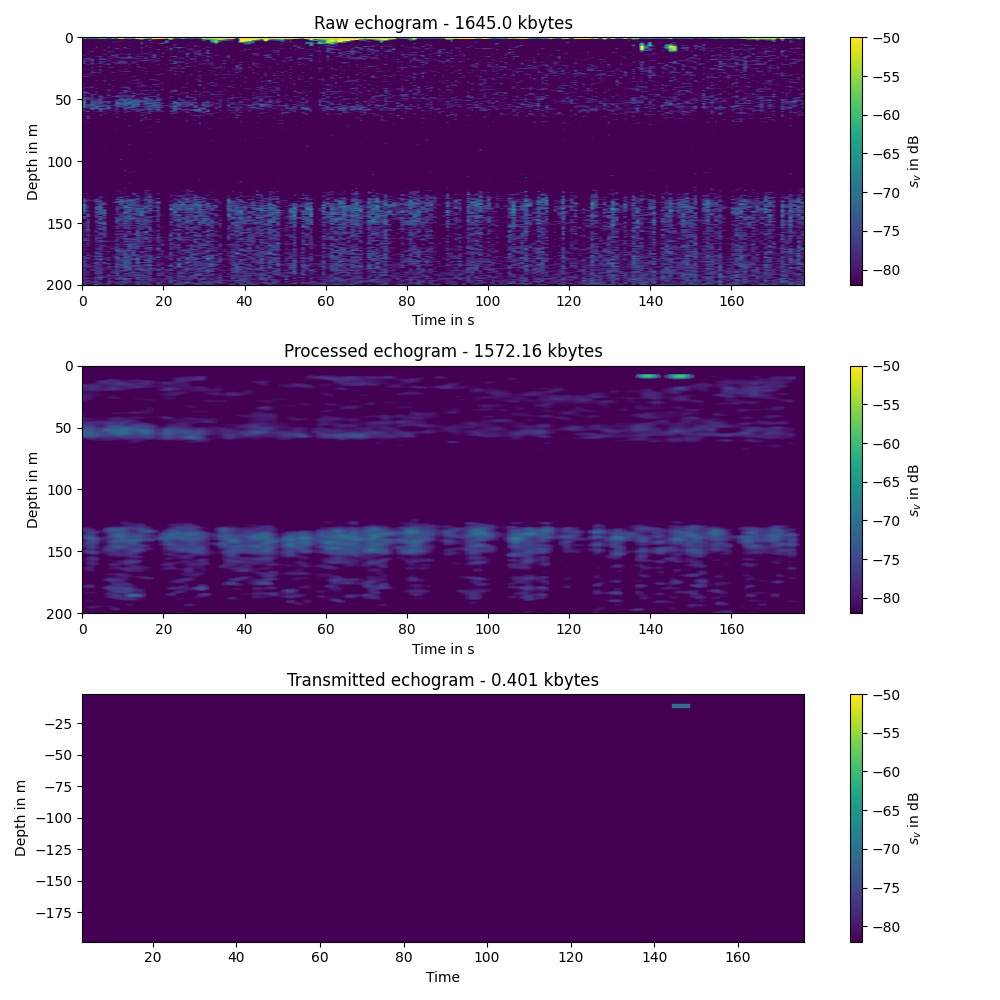 Raw echogram - 1645.0 kbytes
0
50
100
150
200
Depth in m
0 20 40 60 80 100 120 140 160
Time in s
−50
−55
−60
−65
−70
−75
−80
sv in dB
Processed echogram - 1572.16 kbytes
0
50
100
150
200
Depth in m
0 20 40 60 80 100 120 140 160
Time in s
−50
−55
−60
−65
−70
−75
−80
sv in dB
Transmitted echogram - 0.401 kbytes
−25
−50
−75
−100
−125
−150
−175
Depth in m
20 40 60 80 100 120 140 160
Time
−50
−55
−60
−65
−70
−75
−80
sv in dB